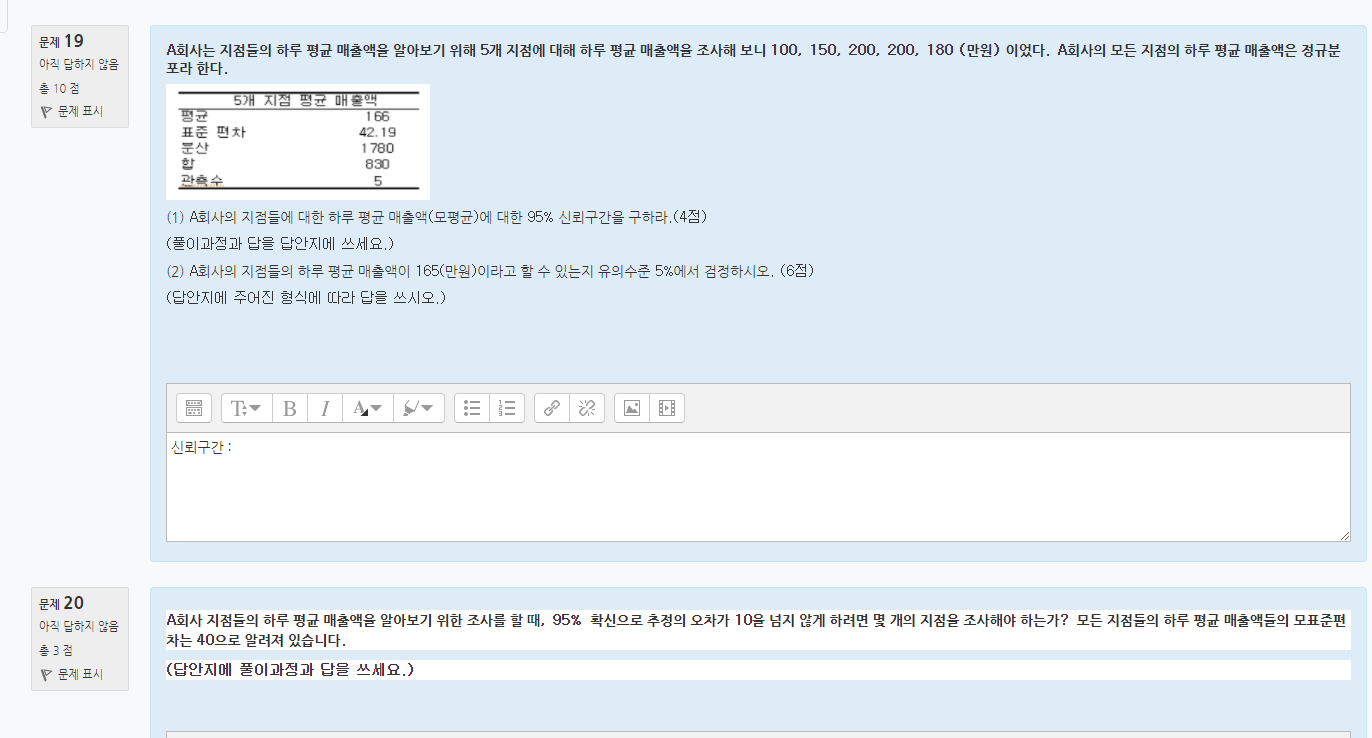 문제 19
아직 답하지 않음
총 10 점
문제 표시
A회사는 지점들의 하루 평균 매출액을 알아보기 위해 5개 지점에 대해 하루 평균 매출액을 조사해 보니 100, 150, 200, 200, 180 (만원) 이었다. A회사의 모든 지점의 하루 평균 매출액은 정규분
포라 한다.
5개 지점 평균 매출액
평균 166
표준 편차 42.19
분산 1780
합 830
관측수 5
(1) A회사의 지점들에 대한 하루 평균 매출액(모평균)에 대한 95% 신뢰구간을 구하라.(4점)
(풀이과정과 답을 답안지에 쓰세요.)
(2) A회사의 지점들의 하루 평균 매출액이 165(만원)이라고 할 수 있는지 유의수준 5%에서 검정하시오. (6점)
(답안지에 주어진 형식에 따라 답을 쓰시오.)
신뢰구간 :
문제 20
아직 답하지 않음
총 3 점
문제 표시
A회사 지점들의 하루 평균 매출액을 알아보기 위한 조사를 할 때, 95% 확신으로 추정의 오차가 10을 넘지 않게 하려면 몇 개의 지점을 조사해야 하는가? 모든 지점들의 하루 평균 매출액들의 모표준편
차는 40으로 알려져 있습니다.
(답안지에 풀이과정과 답을 쓰세요.)